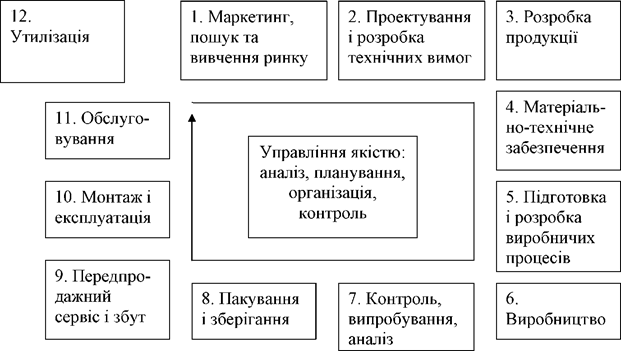 12.
Утилізація
1. Маркетинг,
пошук та
вивчення ринку
2. Проектування
і розробка
технічних вимог
3. Розробка
продукції
4. Матеріаль-
но-технічне
забезпечення
5. Підготовка
і розробка
виробничих
процесів
6.
Виробництво
7. Контроль,
випробування,
аналіз
8. Пакування
і зберігання
9. Передпро-
дажний
сервіс і збут
10. Монтаж і
експлуатація
11. Обслуго-
вування
Управління якістю:
аналіз, планування,
організація,
контроль